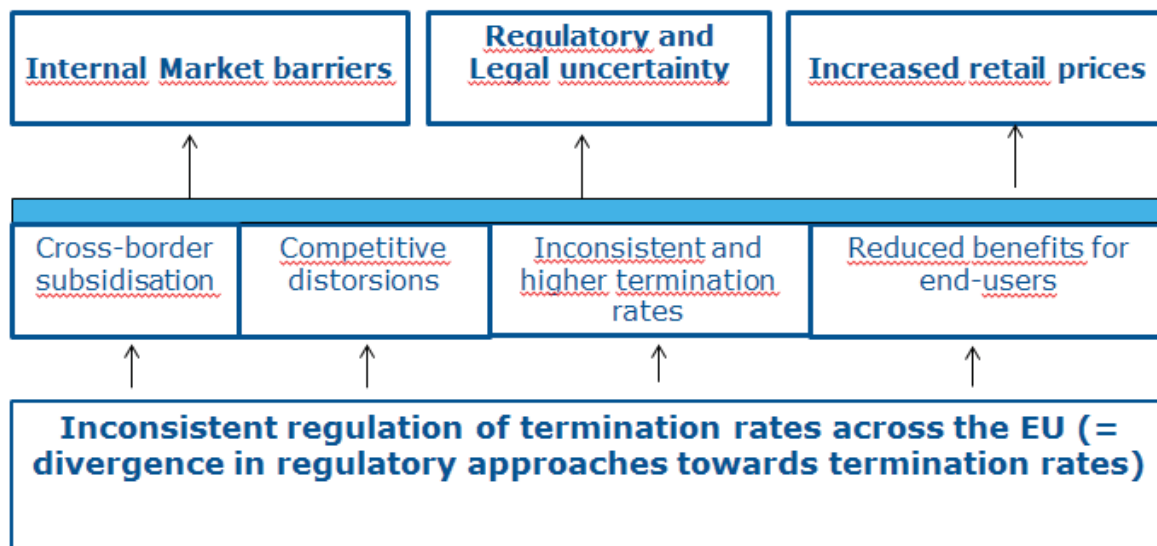 Internal Market barriers
Regulatory and
Legal uncertainty
Increased retail prices
Cross-border
subsidisation
Competitive
distorsions
Inconsistent and
higher termination
rates
Reduced benefits for
end-users
Inconsistent regulation of termination rates across the EU (=
divergence in regulatory approaches towards termination rates)